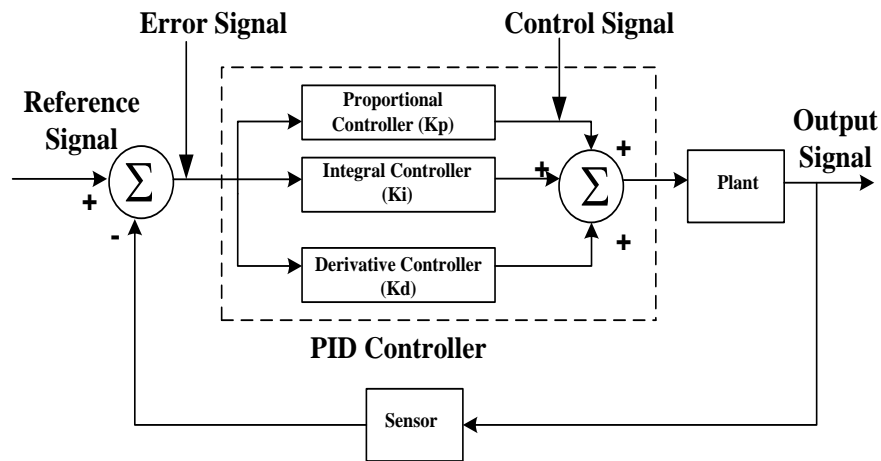 Error Signal
Control Signal
Reference
Signal
Proportional
Controller (Kp)
Output
Signal
Σ
+
-
Integral Controller
(Ki)
+
+
Σ
+
Plant
Derivative Controller
(Kd)
PID Controller
Sensor